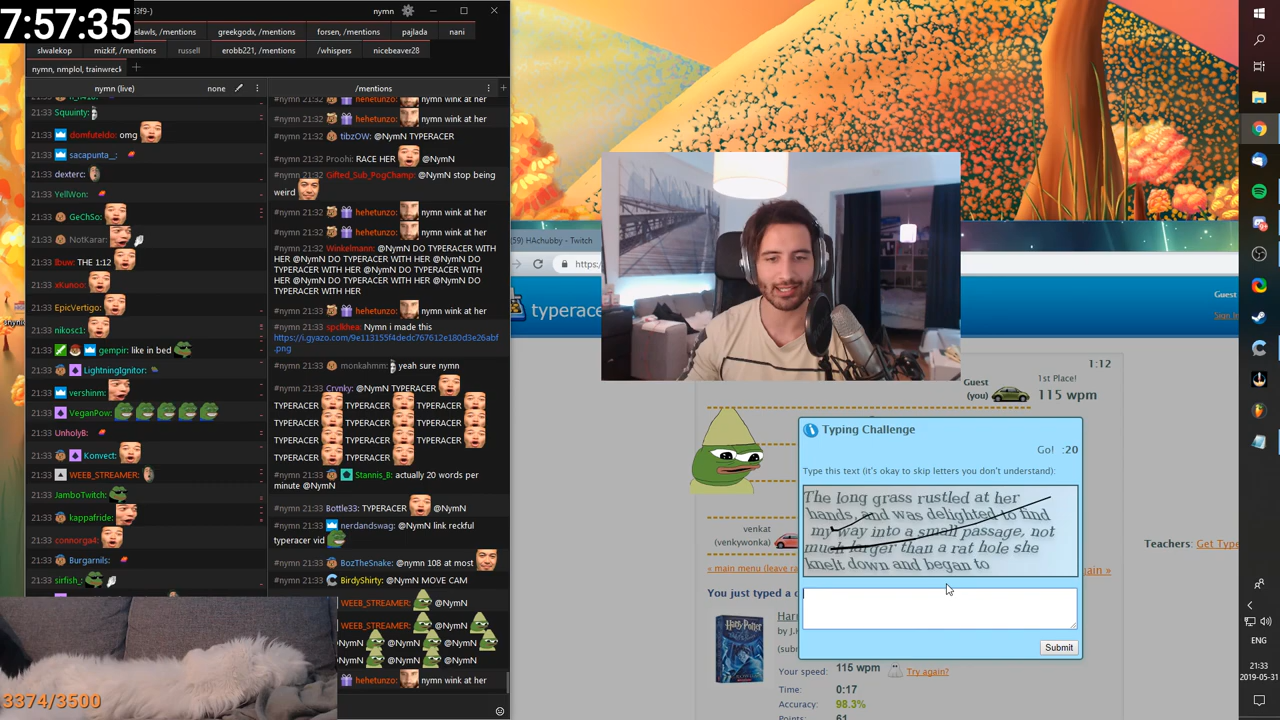 7:57:35
nymn
elawls, /mentions
greekgodx, /mentions
forsen, /mentions
pajlada
nani
slwalekop
mizkif, /mentions
russell
erobb221, /mentions
/whispers
nicebeaver28
nymn, nmplol, trainwreck
nymn (live)
none
/mentions
Squuinty:
21:33 domfuteldo: omg
21:33 sacapunta__:
21:33 dexterc:
21:33 YellWon:
21:33 GeChSo:
21:33 NotKarar:
21:33 lbuw: THE 1:12
21:33 xKunoo:
21:33 EpicVertigo:
21:33 nikosc1:
21:33 gempir: like in bed
21:33 LightningIgnitor:
21:33 vershinm:
21:33 VeganPow:
21:33 UnholyB:
21:33 Konvect:
21:33 WEEB_STREAMER:
21:33 JamboTwitch:
21:33 kappafride:
21:33 connorga4:
21:33 Burgarnils:
21:33 sirfish_:
3374/3500
#nymn 21:32 hehetunzo: nymn wink at her
#nymn 21:32 hehetunzo: nymn wink at her
#nymn 21:32 tibzOW: @NymN TYPERACER
#nymn 21:32 Proohi: RACE HER @NymN
#nymn 21:32 Gifted_Sub_PogChamp: @NymN stop being
weird
#nymn 21:32 hehetunzo: nymn wink at her
#nymn 21:32 hehetunzo: nymn wink at her
#nymn 21:32 Winkelmann: @NymN DO TYPERACER WITH
HER @NymN DO TYPERACER WITH HER @NymN DO
TYPERACER WITH HER @NymN DO TYPERACER WITH
HER @NymN DO TYPERACER WITH HER @NymN DO
TYPERACER WITH HER
#nymn 21:33 hehetunzo: nymn wink at her
#nymn 21:33 spclkhea: Nymn i made this
https://i.gyazo.com/9e113155f4dedc767612e180d3e26abf
.png
#nymn 21:33 monkahmm: yeah sure nymn
#nymn 21:33 Crvnky: @NymN TYPERACER
TYPERACER TYPERACER TYPERACER
TYPERACER TYPERACER TYPERACER
TYPERACER TYPERACER TYPERACER
TYPERACER TYPERACER
#nymn 21:33 Stannis_B: actually 20 words per
minute @NymN
#nymn 21:33 Bottle33: TYPERACER @NymN
#nymn 21:33 nerdandswag: @NymN link reckful
typeracer vid
#nymn 21:33 BozTheSnake: @nymn 108 at most
#nymn 21:33 BirdyShirty: @NymN MOVE CAM
WEEB_STREAMER: @NymN
WEEB_STREAMER: @NymN
@NymN @NymN @NymN
@NymN @NymN @NymN
hehetunzo: nymn wink at her
(59) HAchubby - Twitch
https:
typerace
Guest
1:12
Guest
(you)
1st Place!
115 wpm
venkat
(venkywonka)
« main menu (leave ra
ain »
Teachers: Get Type
Typing Challenge
Go! :20
Type this text (it's okay to skip letters you don't understand):
The long grass rustled at her
hands, and was delighted to find
my way into a small passage, not
much larger than a rat hole she
knelt down and began to
Submit
You just typed a
Harr
by J.
(sub
Your speed: 115 wpm Try again?
Time: 0:17
Accuracy: 98.3%
Points: 61
ENG
21:33
2019-05-31